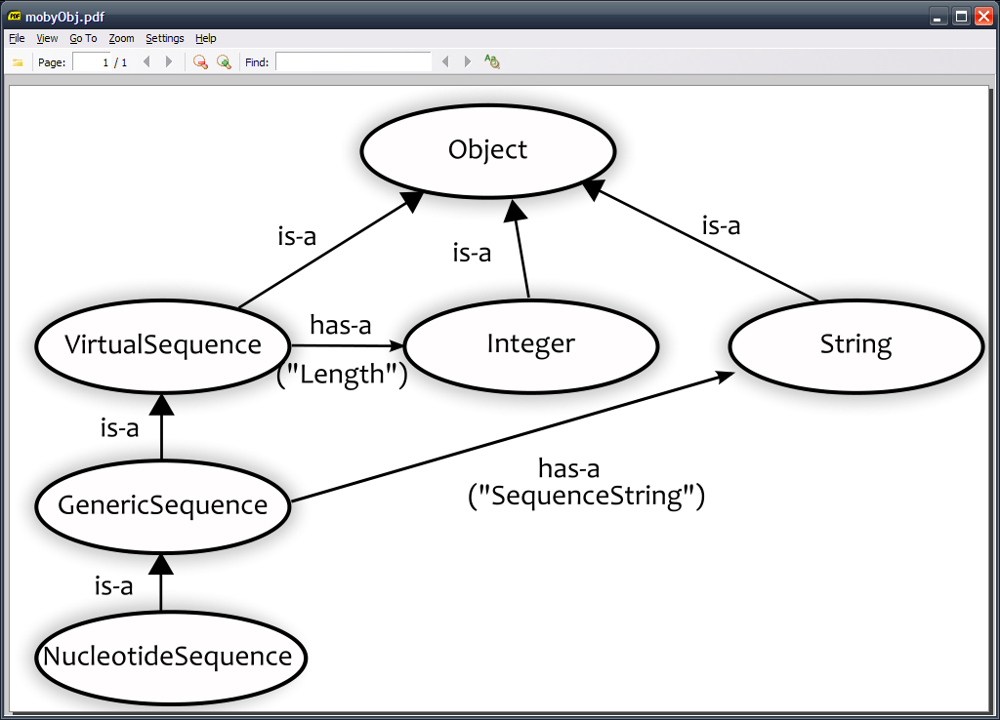 mobyObj.pdf
File View Go To Zoom Settings Help
Page: 1 / 1 Find:
Object
is-a
is-a
is-a
VirtualSequence
has-a
("Length")
Integer
String
is-a
has-a
("SequenceString")
GenericSequence
is-a
NucleotideSequence